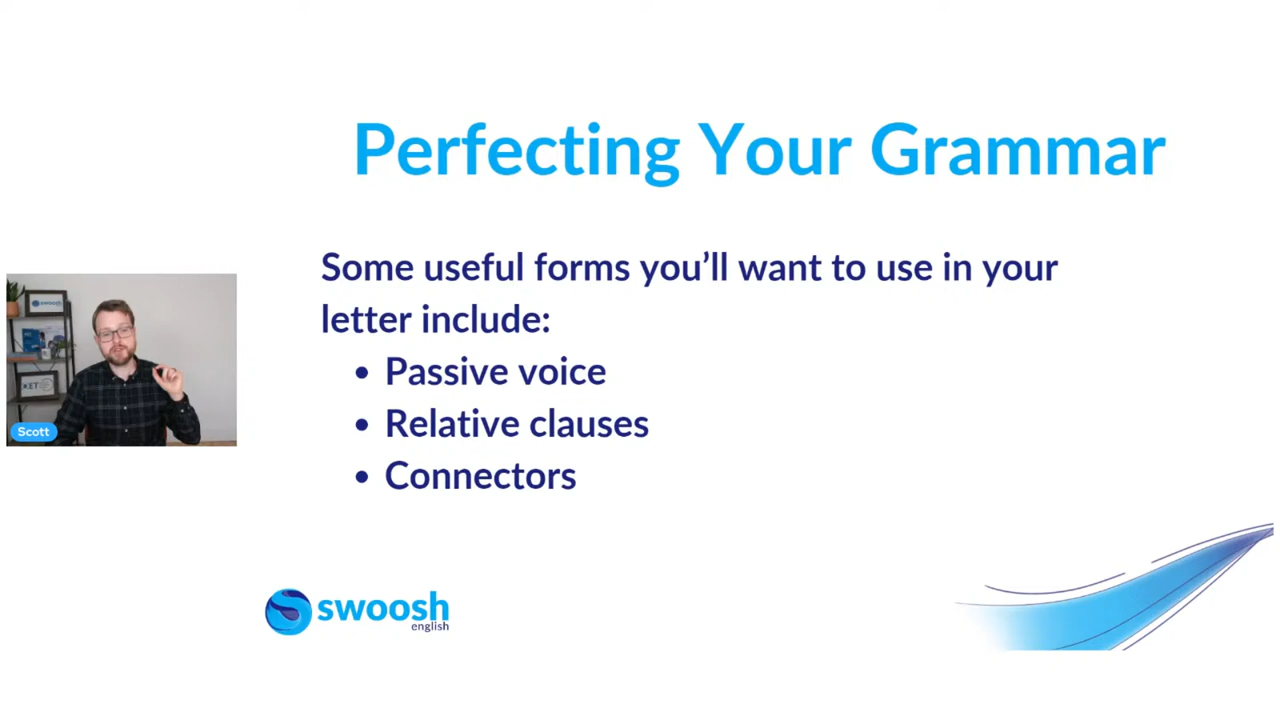 Perfecting Your Grammar
Some useful forms you'll want to use in your
letter include:
• Passive voice
• Relative clauses
• Connectors
swoosh
Scott
swoosh
english